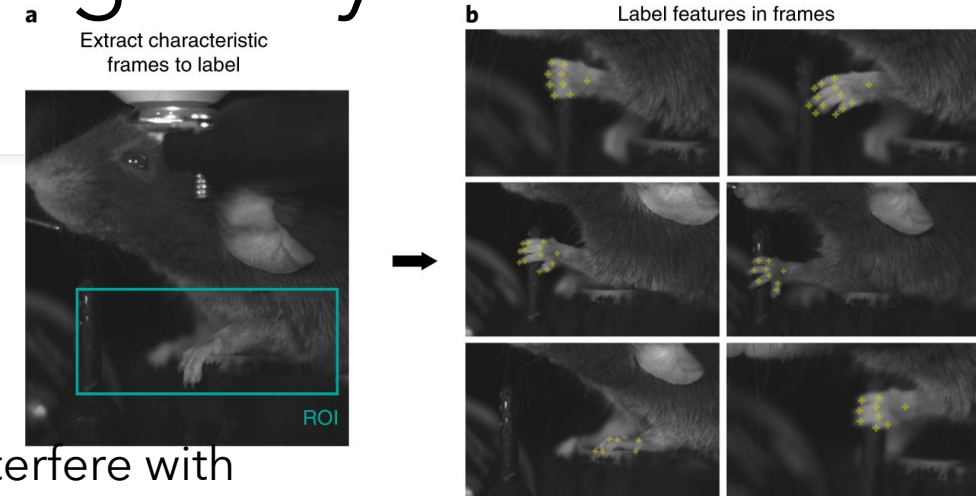 a
Extract characteristic
frames to label
ROI
b
Label features in frames
terfere with